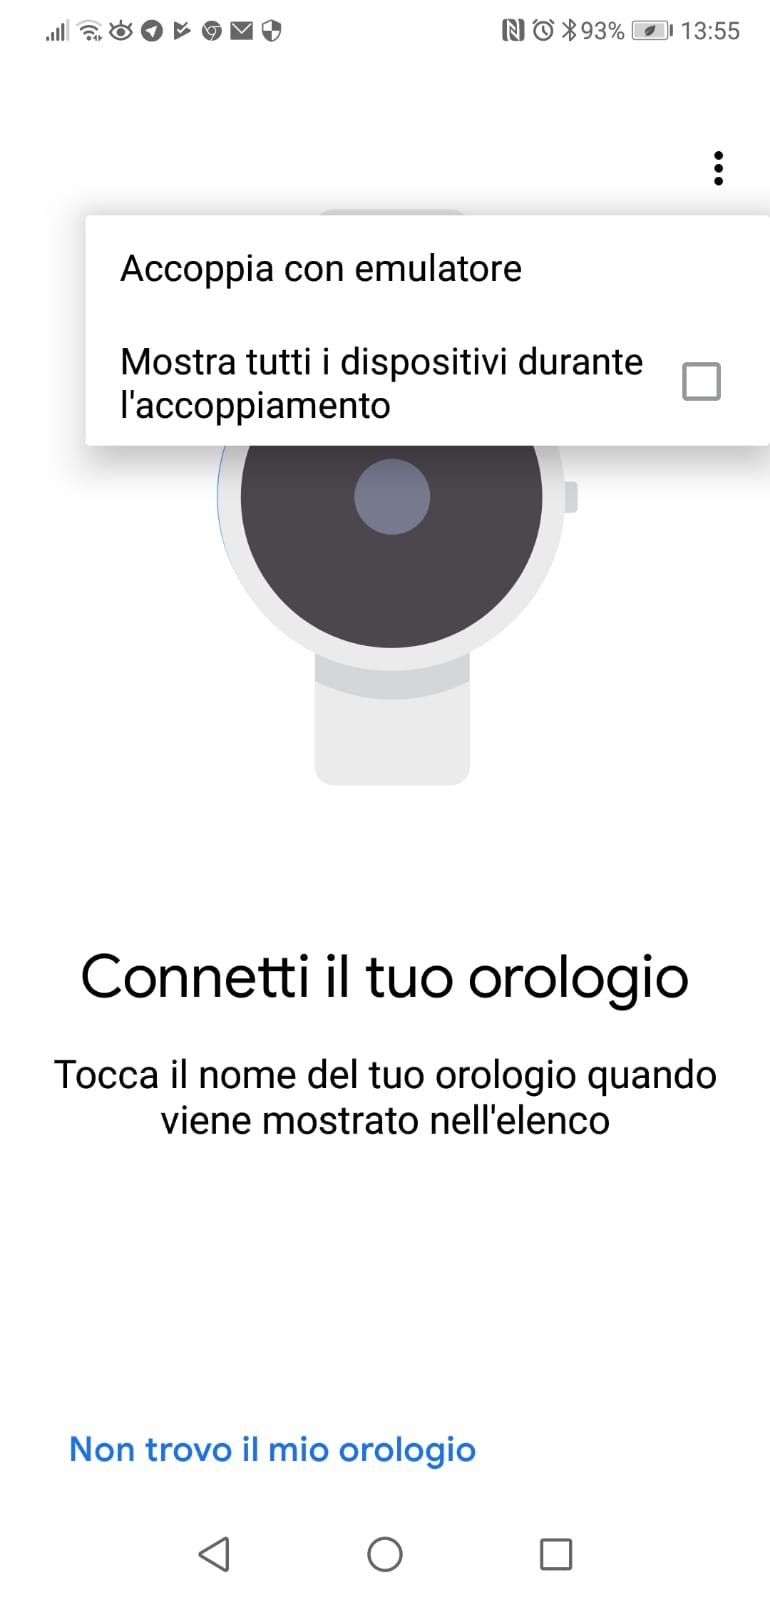 93% 13:55
Accoppia con emulatore
Mostra tutti i dispositivi durante
l'accoppiamento
Connetti il tuo orologio
Tocca il nome del tuo orologio quando
viene mostrato nell'elenco
Non trovo il mio orologio